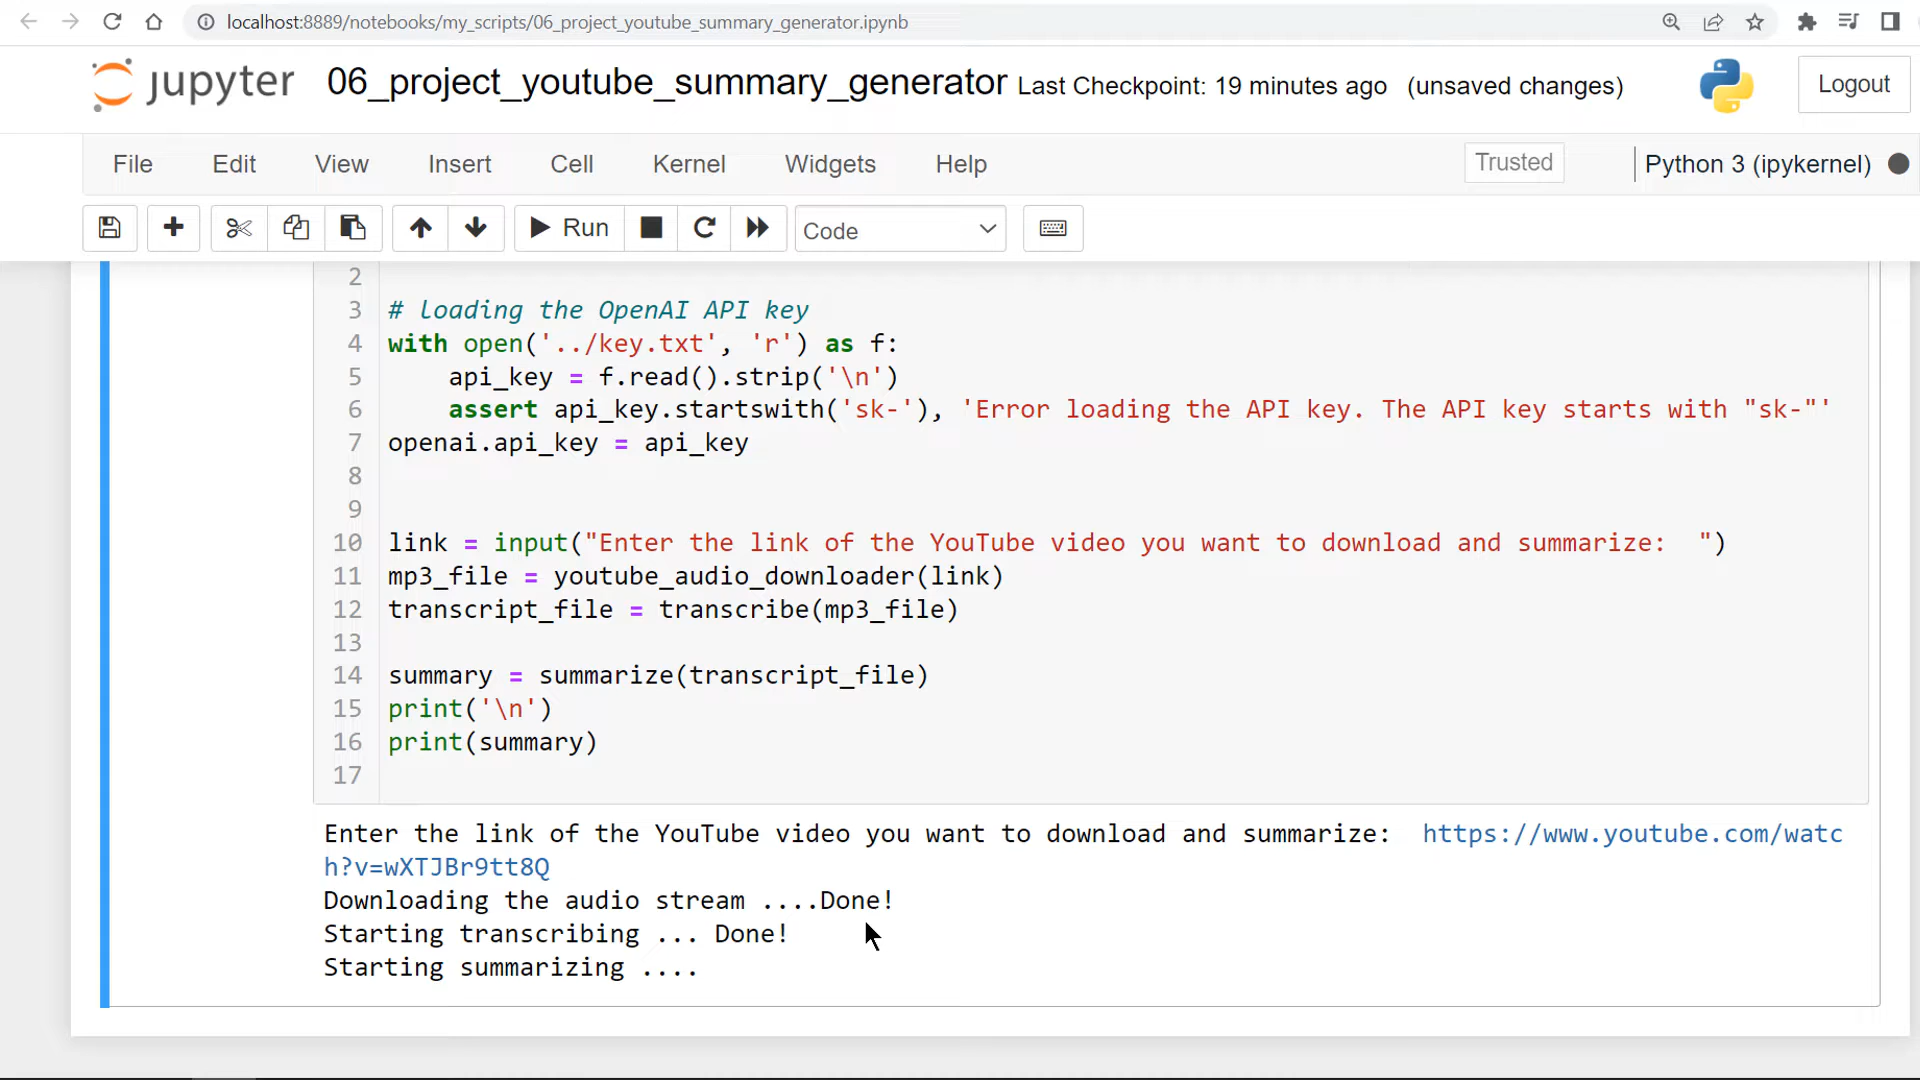 localhost:8889/notebooks/my_scripts/06_project_youtube_summary_generator.ipynb
jupyter 06_project_youtube_summary_generator Last Checkpoint: 19 minutes ago (unsaved changes) Logout
File Edit View Insert Cell Kernel Widgets Help Trusted Python 3 (ipykernel)
Run Code
2
3 # loading the OpenAI API key
4 with open('../key.txt', 'r') as f:
5     api_key = f.read().strip('\n')
6     assert api_key.startswith('sk-'), 'Error loading the API key. The API key starts with "sk-"'
7 openai.api_key = api_key
8
9
10 link = input("Enter the link of the YouTube video you want to download and summarize:  ")
11 mp3_file = youtube_audio_downloader(link)
12 transcript_file = transcribe(mp3_file)
13
14 summary = summarize(transcript_file)
15 print('\n')
16 print(summary)
17
Enter the link of the YouTube video you want to download and summarize:  https://www.youtube.com/watc
h?v=wXTJBr9tt8Q
Downloading the audio stream ....Done!
Starting transcribing ... Done!
Starting summarizing ....